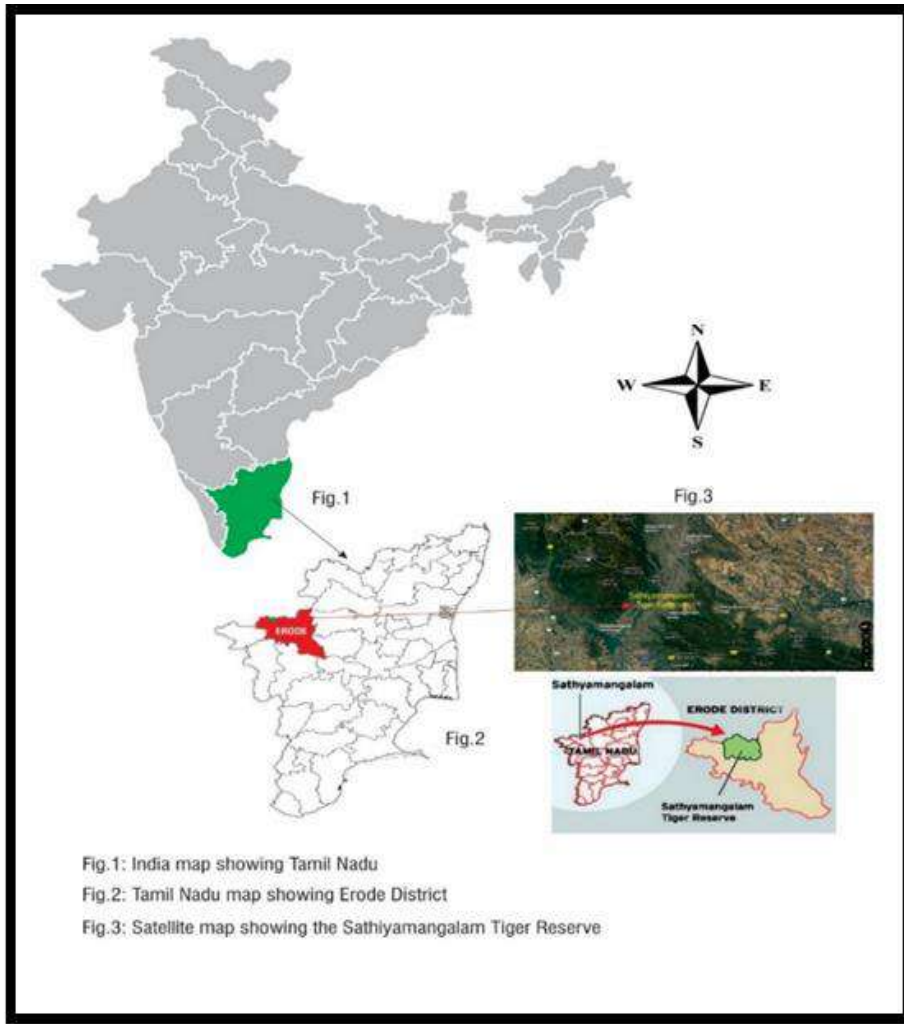 N
W E
S
Fig.1
Fig.3
ERODE
Fig.2
Sathyamangalam
ERODE DISTRICT
TAMIL NADU
Sathyamangalam
Tiger Reserve
Fig.1: India map showing Tamil Nadu
Fig.2: Tamil Nadu map showing Erode District
Fig.3: Satellite map showing the Sathiyamangalam Tiger Reserve